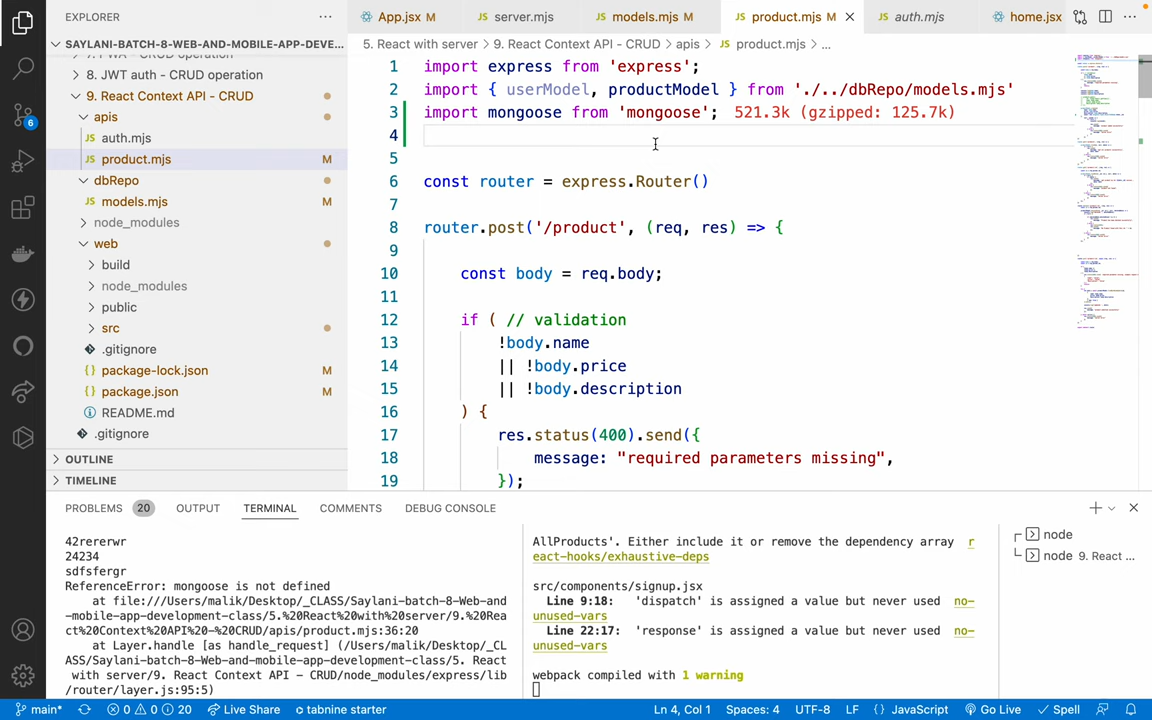 EXPLORER
App.jsx M
server.mjs
models.mjs M
product.mjs M
auth.mjs
home.jsx
SAYLANI-BATCH-8-WEB-AND-MOBILE-APP-DEVE...
8. JWT auth - CRUD operation
9. React Context API - CRUD
apis
auth.mjs
product.mjs M
dbRepo
models.mjs M
node_modules
web
build
node_modules
public
src
.gitignore
package-lock.json M
package.json M
README.md
.gitignore
OUTLINE
TIMELINE
6
5. React with server > 9. React Context API - CRUD > apis > JS product.mjs > ...
1 import express from 'express';
2 import { userModel, productModel } from './../dbRepo/models.mjs'
3 import mongoose from 'mongoose'; 521.3k (gzipped: 125.7k)
4
5
6 const router = express.Router()
7
8 router.post('/product', (req, res) => {
9
10 const body = req.body;
11
12 if ( // validation
13 !body.name
14 || !body.price
15 || !body.description
16 ) {
17 res.status(400).send({
18 message: "required parameters missing",
19 });
PROBLEMS 20 OUTPUT TERMINAL COMMENTS DEBUG CONSOLE
42rererwr
24234
sdfsfergr
ReferenceError: mongoose is not defined
at file:///Users/malik/Desktop/_CLASS/Saylani-batch-8-Web-and
-mobile-app-development-class/5.%20React%20with%20server/9.%20Rea
ct%20Context%20API%20-%20CRUD/apis/product.mjs:36:20
at Layer.handle [as handle_request] (/Users/malik/Desktop/_CL
ASS/Saylani-batch-8-Web-and-mobile-app-development-class/5. React
with server/9. React Context API - CRUD/node_modules/express/lib
/router/layer.js:95:5)
AllProducts'. Either include it or remove the dependency array r
eact-hooks/exhaustive-deps
src/components/signup.jsx
Line 9:18: 'dispatch' is assigned a value but never used no-
unused-vars
Line 22:17: 'response' is assigned a value but never used no-
unused-vars
webpack compiled with 1 warning
node
node 9. React ...
main* 0 0 20 Live Share tabnine starter Ln 4, Col 1 Spaces: 4 UTF-8 LF {} JavaScript Go Live Spell